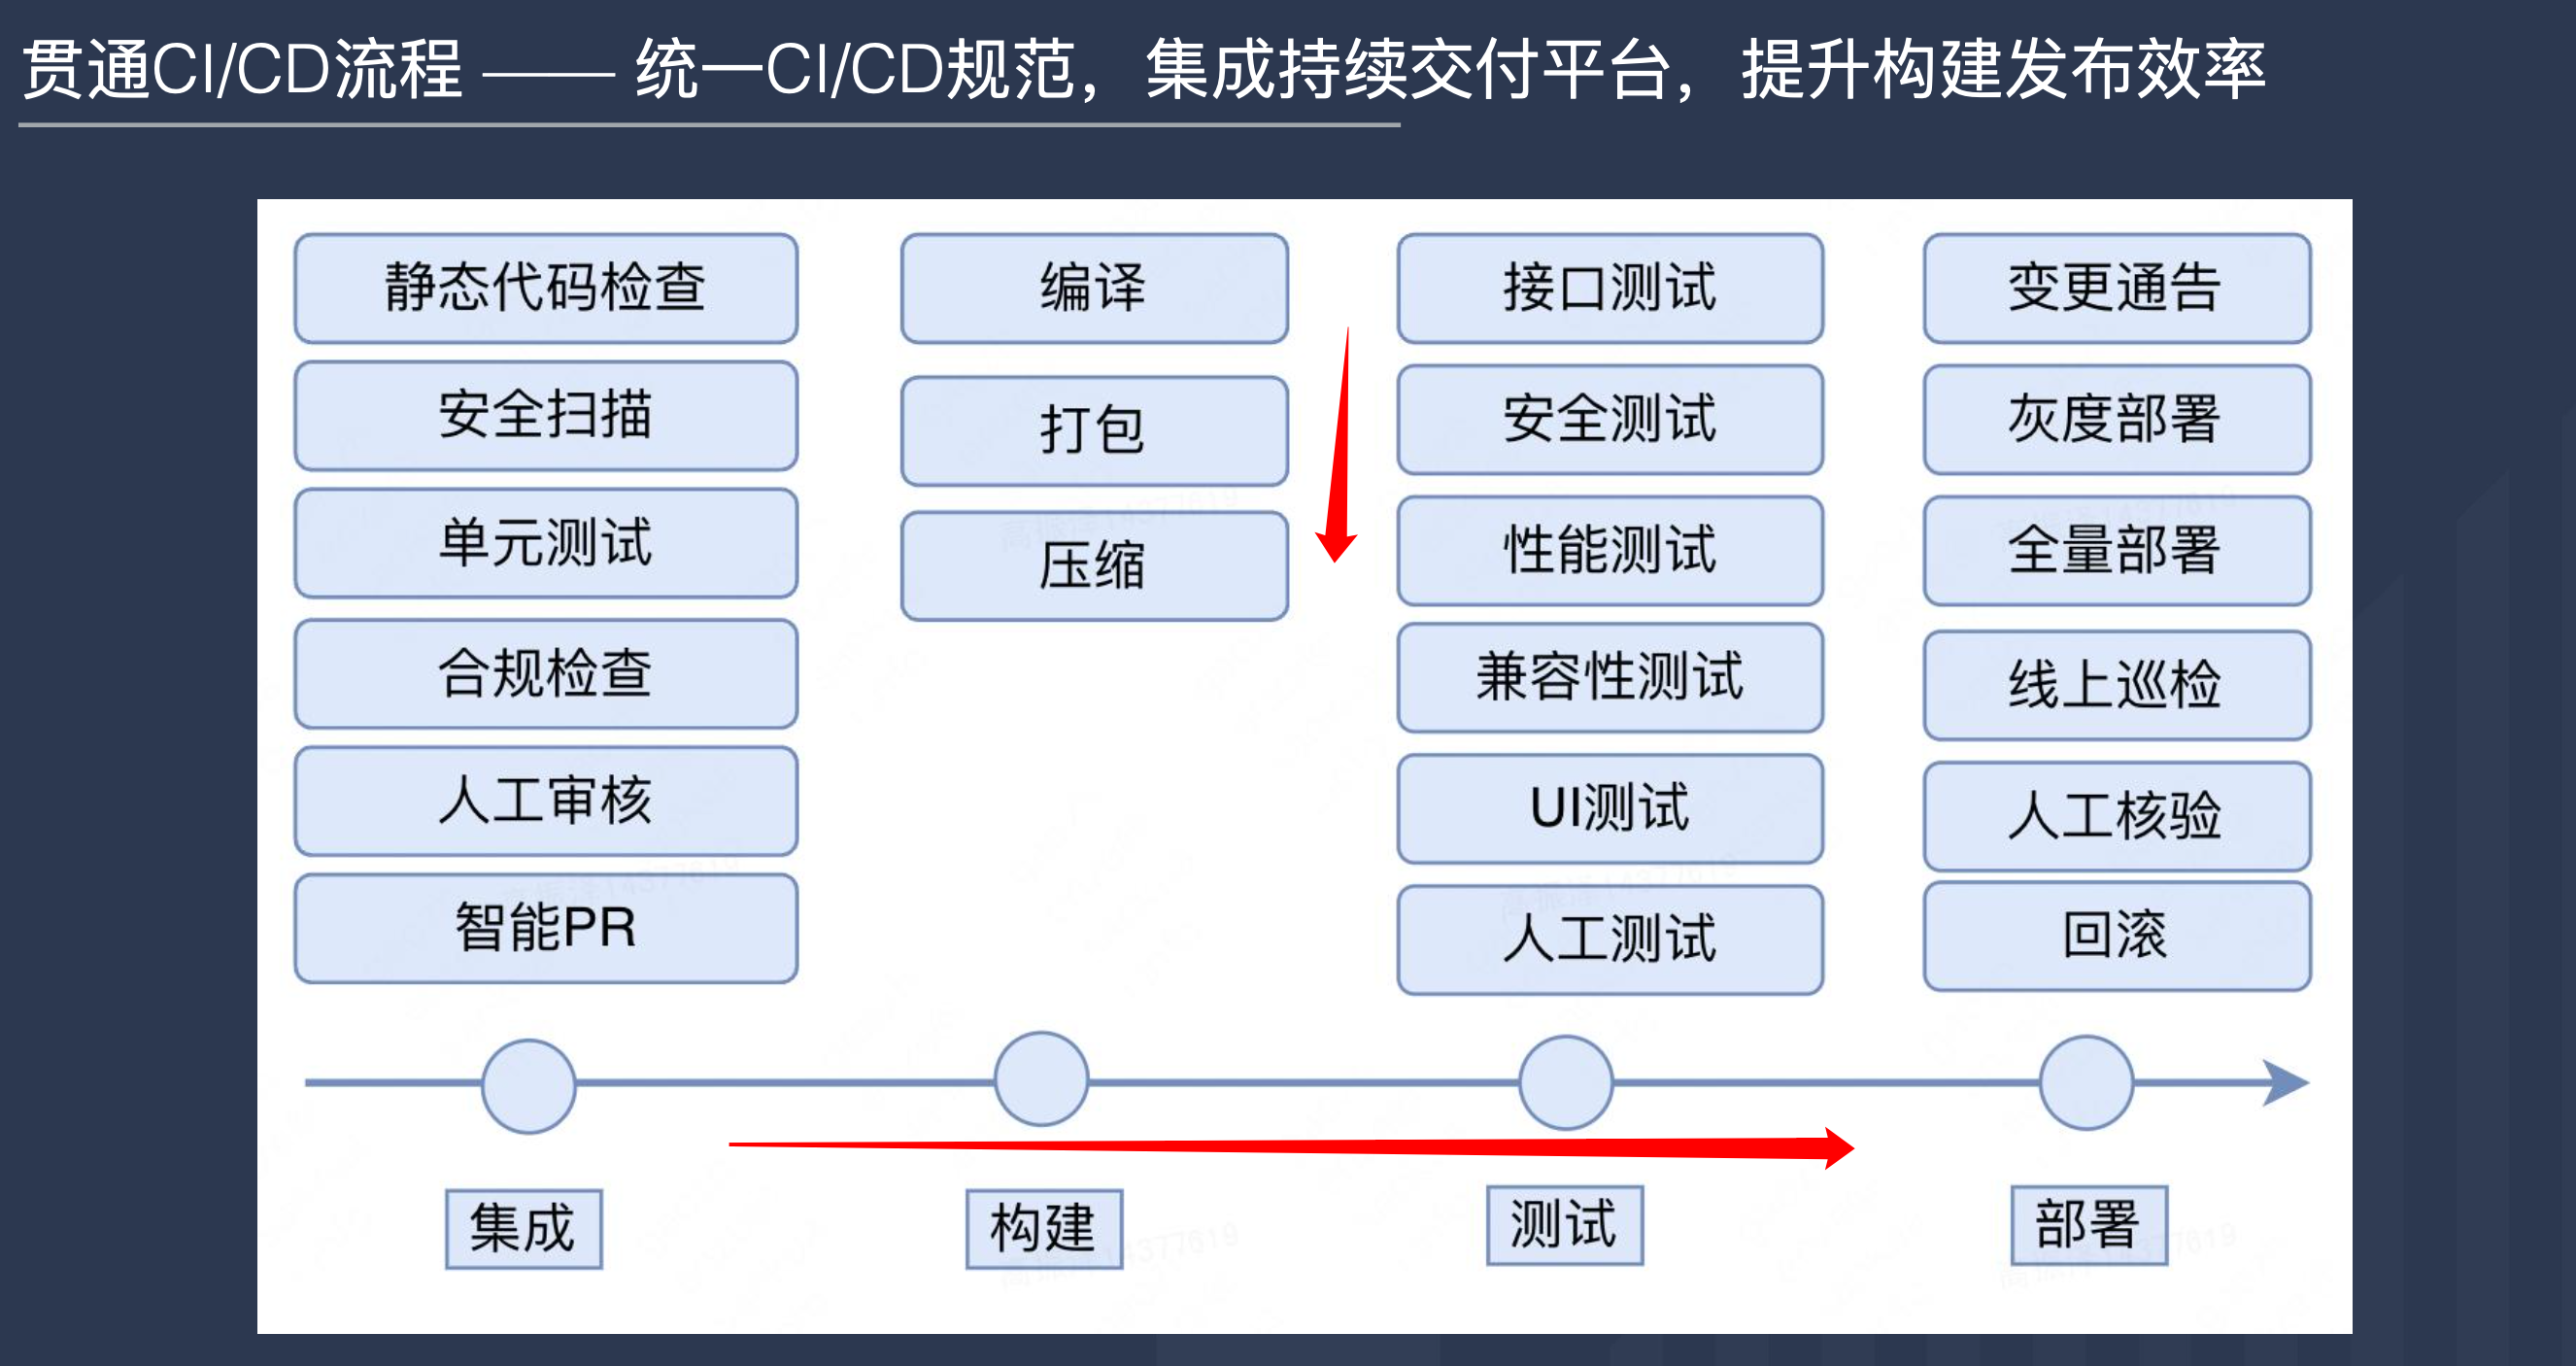 贯通CI/CD流程 —— 统一CI/CD规范，集成持续交付平台，提升构建发布效率
静态代码检查
安全扫描
单元测试
合规检查
人工审核
智能PR
编译
打包
压缩
接口测试
安全测试
性能测试
兼容性测试
UI测试
人工测试
变更通告
灰度部署
全量部署
线上巡检
人工核验
回滚
集成
构建
测试
部署